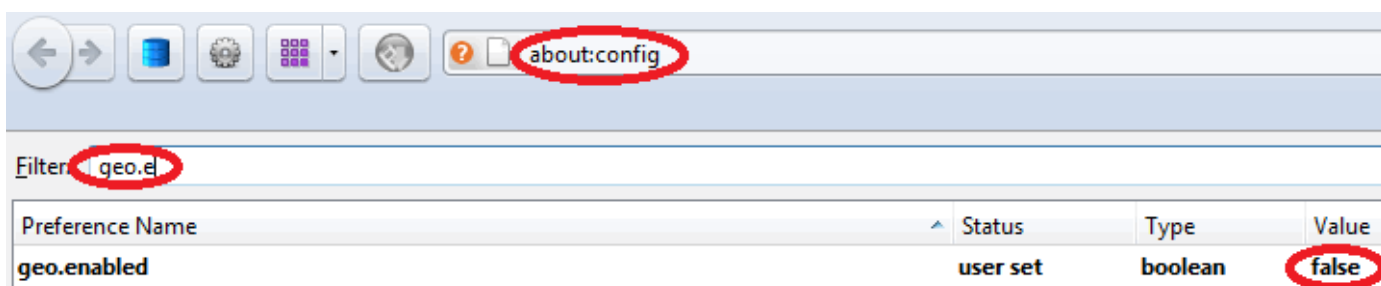 about:config
Filter: geo.e
Preference Name Status Type Value
geo.enabled user set boolean false